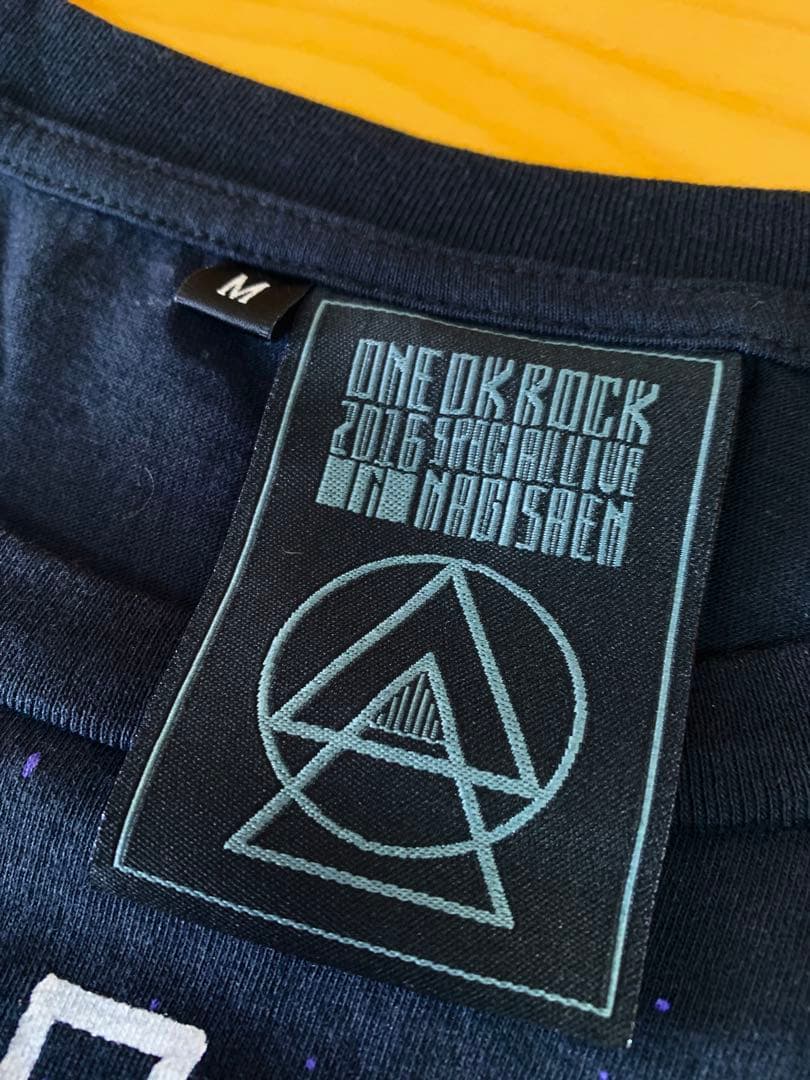 M
ONE OK ROCK
2016 SPECIAL LIVE
IN NAGISAEN